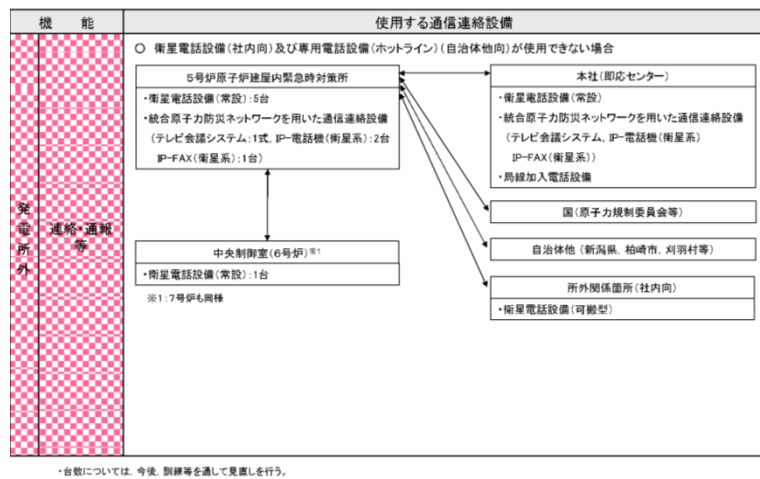 機 能
使用する通信連絡設備
発電所外
連絡・通報等
○ 衛星電話設備(社内向)及び専用電話設備(ホットライン)(自治体他向)が使用できない場合
5号炉原子炉建屋内緊急時対策所
・衛星電話設備(常設):5台
・統合原子力防災ネットワークを用いた通信連絡設備
(テレビ会議システム:1式, IP-電話機(衛星系):2台
IP-FAX(衛星系):1台)
中央制御室(6号炉)※1
・衛星電話設備(常設):1台
※1:7号炉も同様
本社(即応センター)
・衛星電話設備(常設)
・統合原子力防災ネットワークを用いた通信連絡設備
(テレビ会議システム, IP-電話機(衛星系)
IP-FAX(衛星系))
・局線加入電話設備
国(原子力規制委員会等)
自治体他 (新潟県, 柏崎市, 刈羽村等)
所外関係箇所(社内向)
・衛星電話設備(可搬型)
・台数については, 今後, 訓練等を通して見直しを行う。